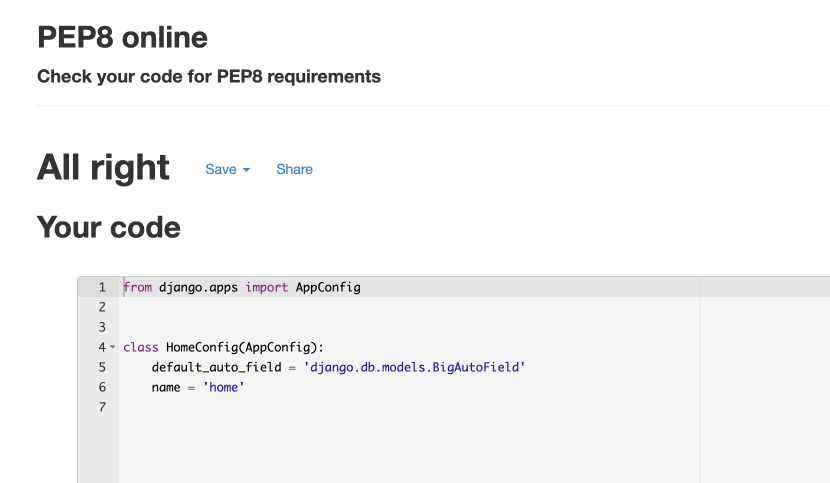 PEP8 online
Check your code for PEP8 requirements
All right Save Share
Your code
1 from django.apps import AppConfig
2
3
4 class HomeConfig(AppConfig):
5     default_auto_field = 'django.db.models.BigAutoField'
6     name = 'home'
7